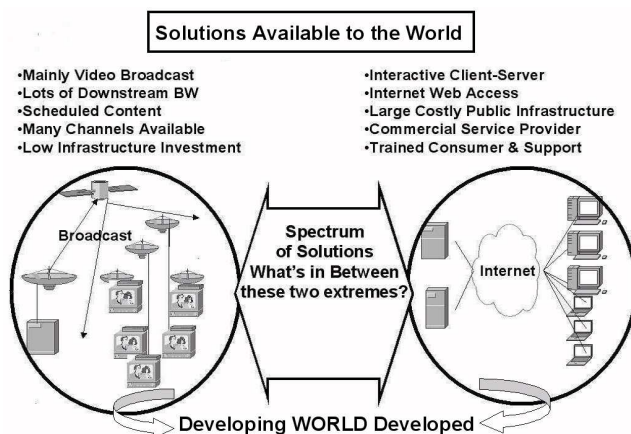 Solutions Available to the World
•Mainly Video Broadcast
•Lots of Downstream BW
•Scheduled Content
•Many Channels Available
•Low Infrastructure Investment
•Interactive Client-Server
•Internet Web Access
•Large Costly Public Infrastructure
•Commercial Service Provider
•Trained Consumer & Support
Broadcast
Spectrum
of Solutions
What's in Between
these two extremes?
Internet
Developing WORLD Developed